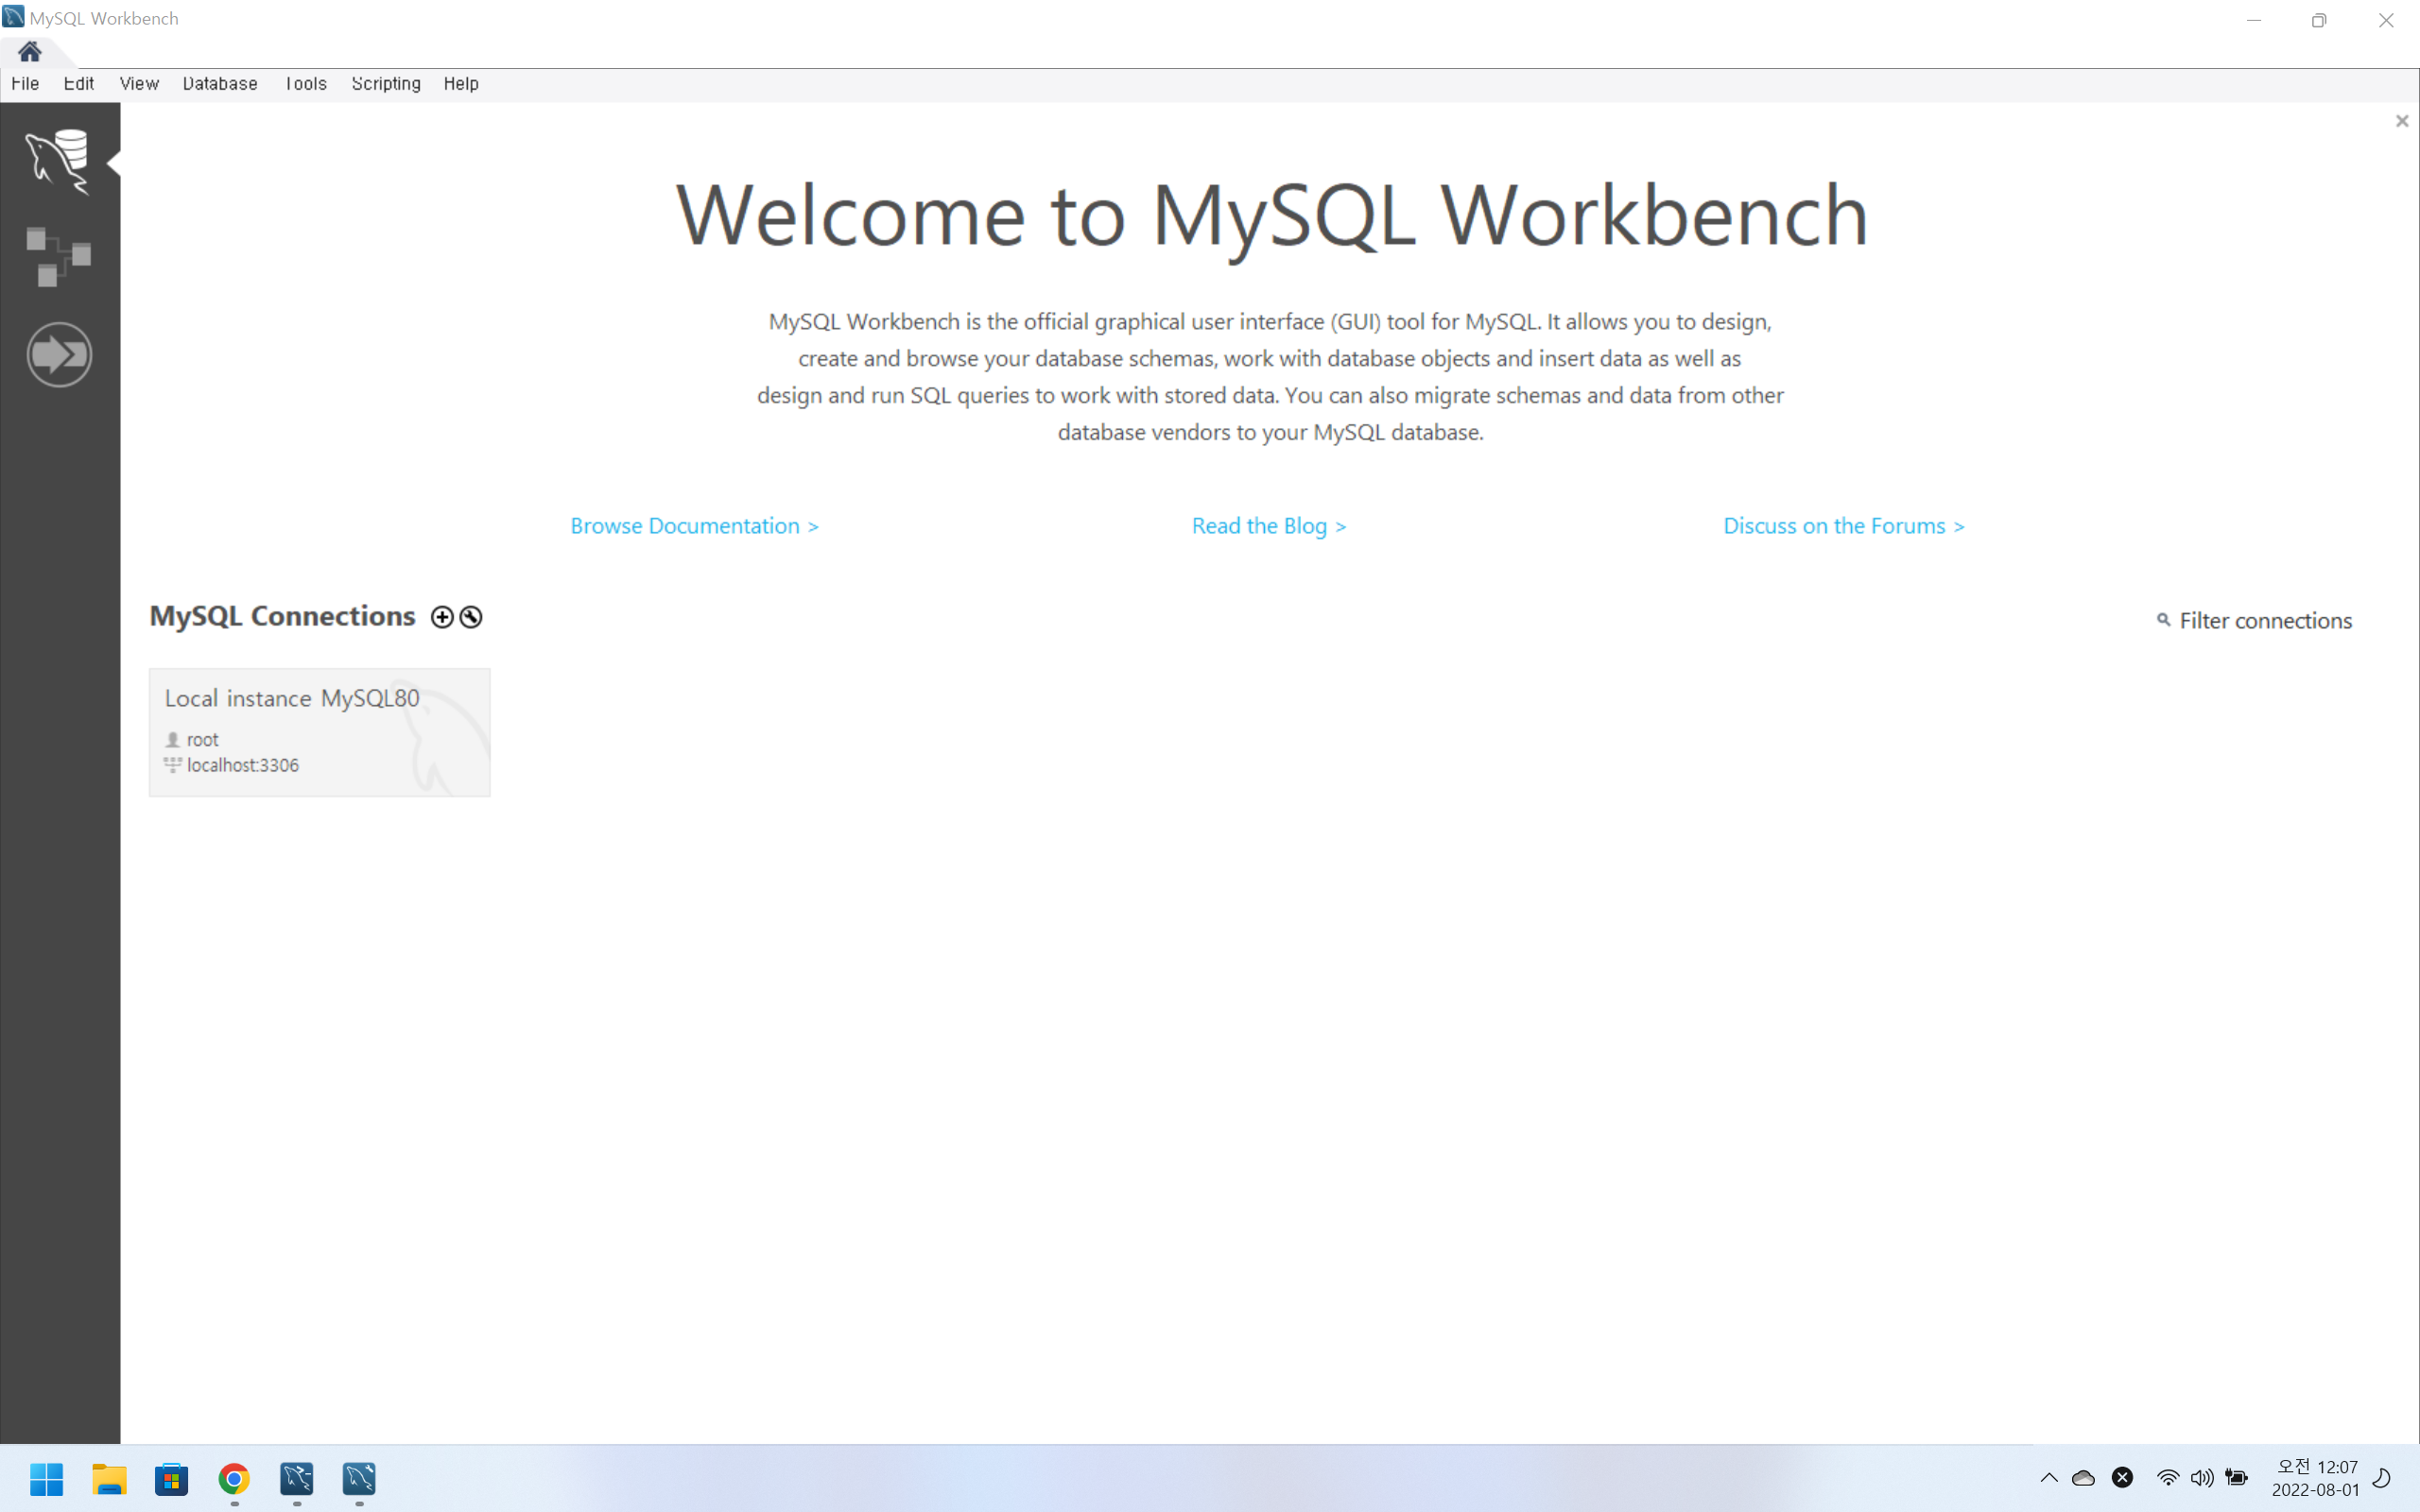 MySQL Workbench
File Edit View Database Tools Scripting Help
Welcome to MySQL Workbench
MySQL Workbench is the official graphical user interface (GUI) tool for MySQL. It allows you to design,
create and browse your database schemas, work with database objects and insert data as well as
design and run SQL queries to work with stored data. You can also migrate schemas and data from other
database vendors to your MySQL database.
Browse Documentation > Read the Blog > Discuss on the Forums >
MySQL Connections Filter connections
Local instance MySQL80
root
localhost:3306
오전 12:07
2022-08-01